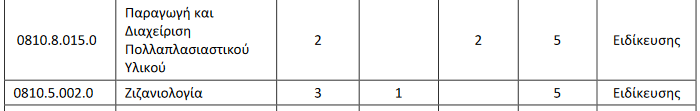 Παραγωγή και
Διαχείριση
0810.8.015.0 Πολλαπλασιαστικού 2 2 5 Ειδίκευσης
Υλικού
0810.5.002.0 Ζιζανιολογία 3 1 5 Ειδίκευσης